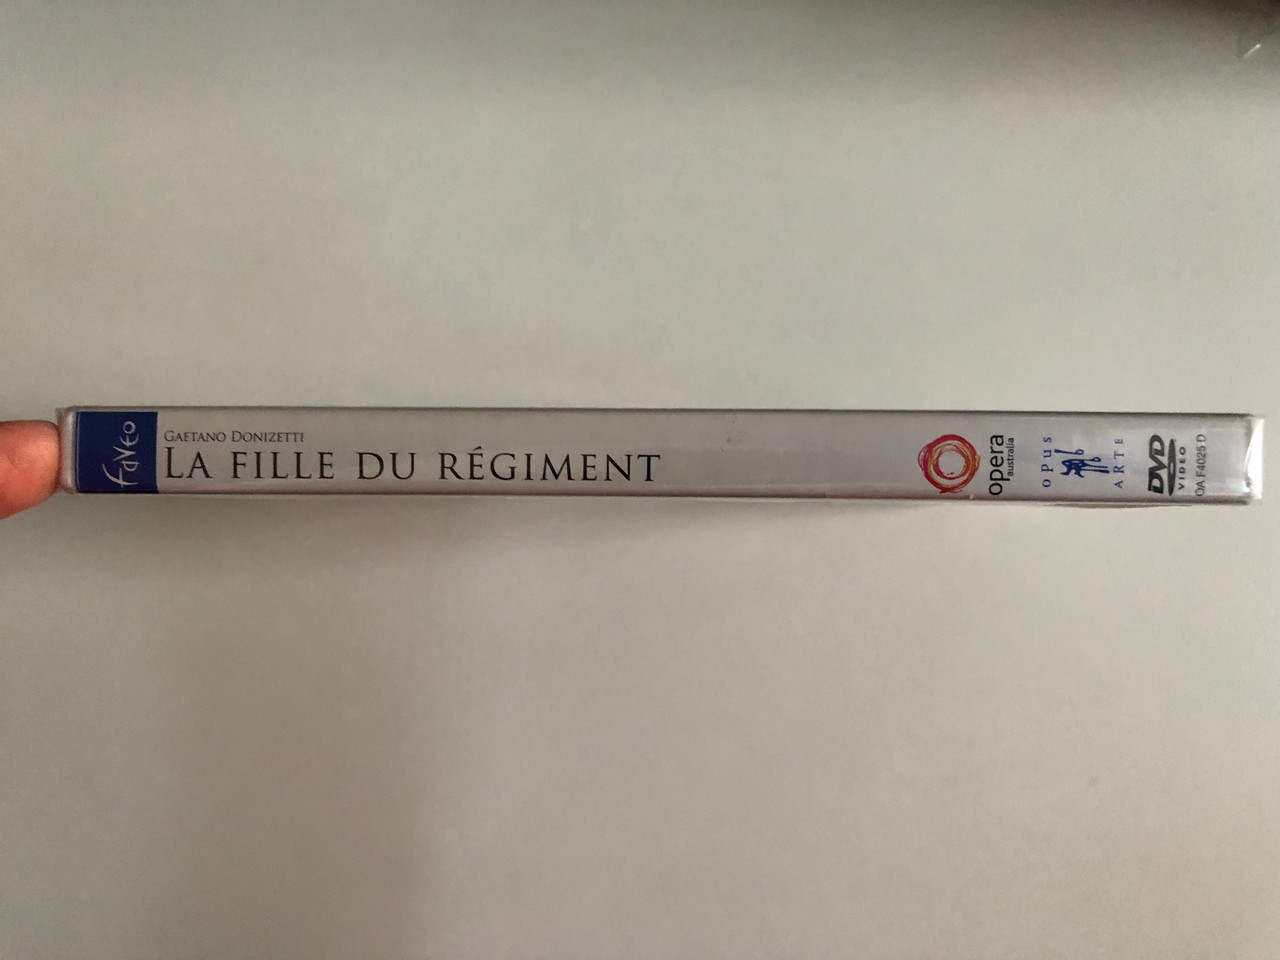 faveo
GAETANO DONIZETTI
LA FILLE DU RÉGIMENT
opera
australia
OPUS
ARTE
DVD
VIDEO
OA F4025 D